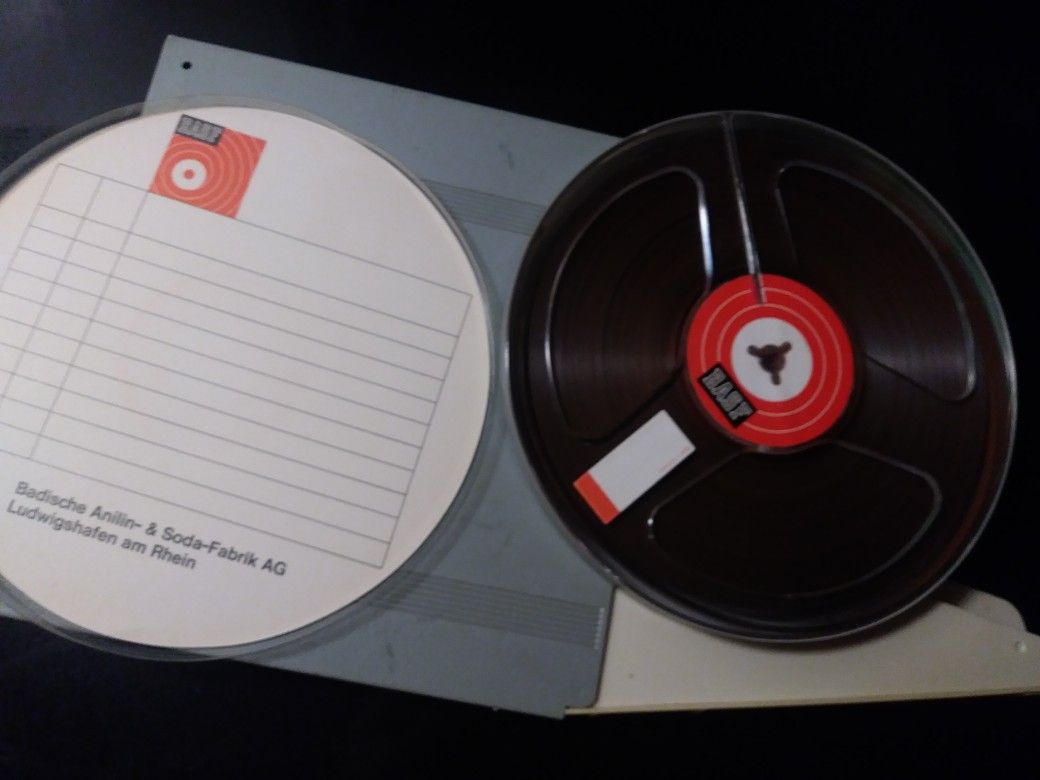 BASF
BASF
Badische Anilin- & Soda-Fabrik AG
Ludwigshafen am Rhein